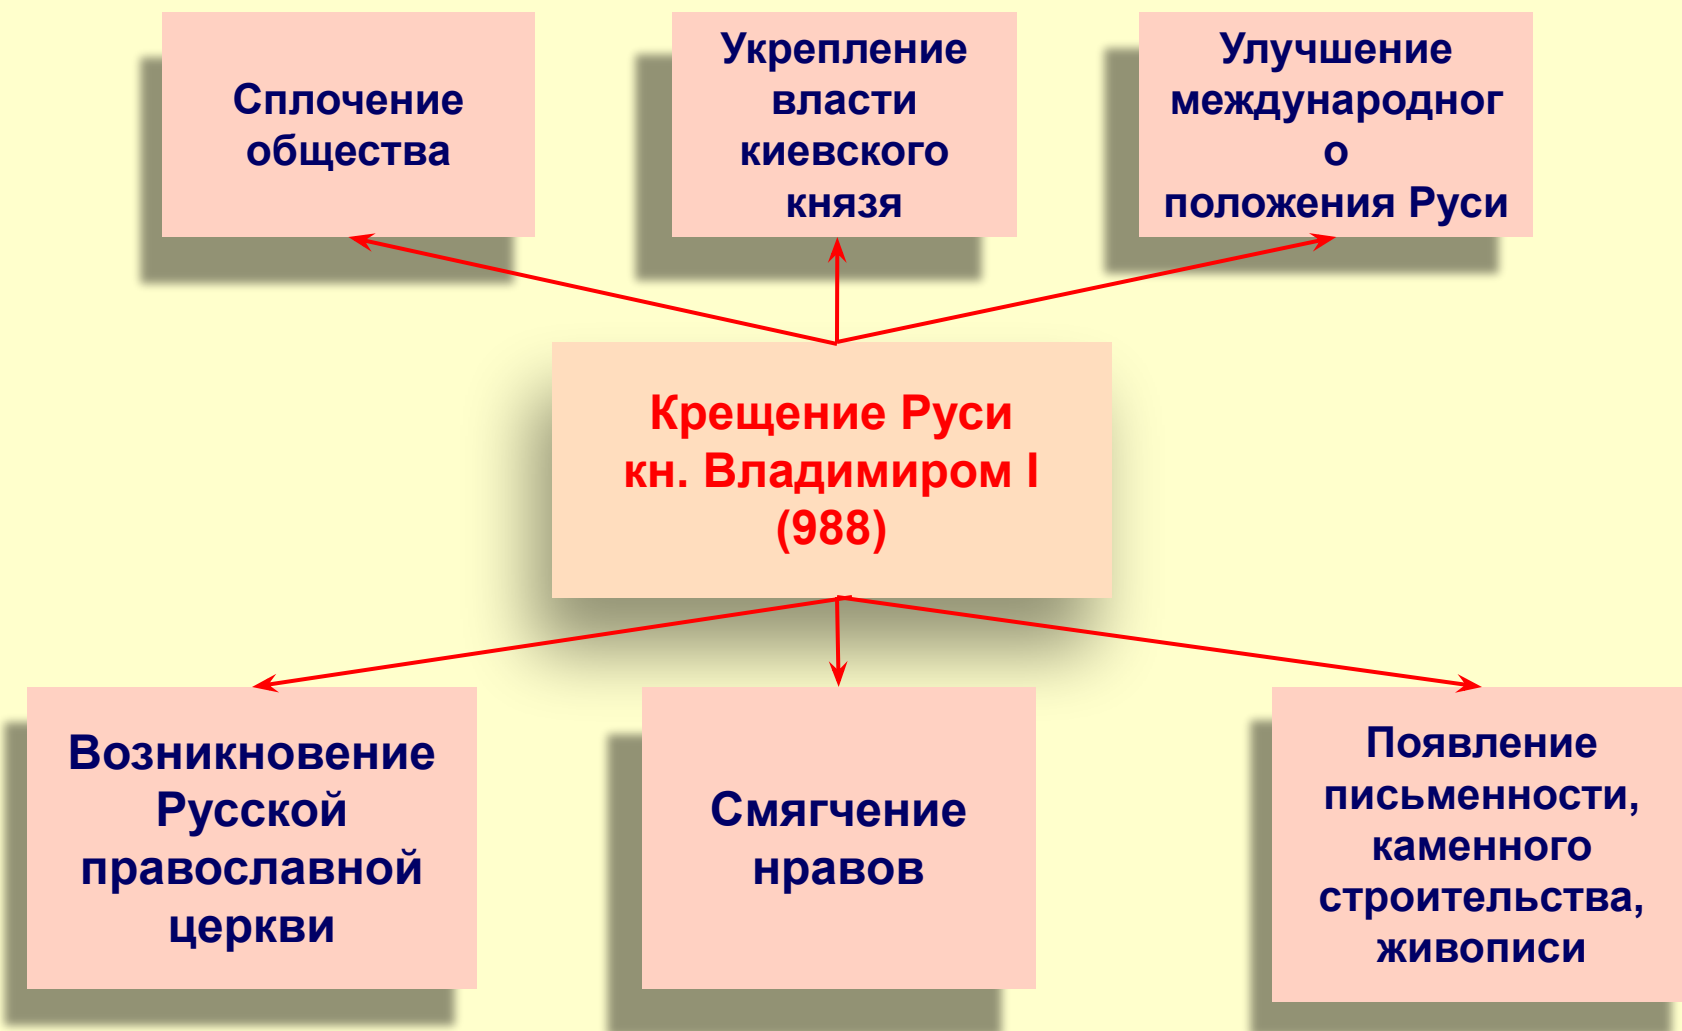 Сплочение
общества
Укрепление
власти
киевского
князя
Улучшение
международног
о
положения Руси
Крещение Руси
кн. Владимиром I
(988)
Возникновение
Русской
православной
церкви
Смягчение
нравов
Появление
письменности,
каменного
строительства,
живописи